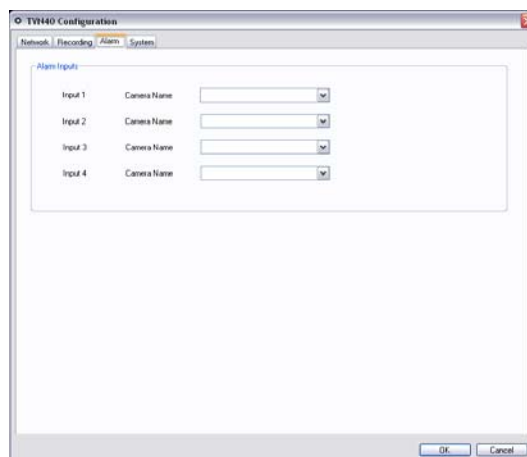 TVN40 Configuration
Network Recording Alarm System
Alarm Inputs
Input 1 Camera Name
Input 2 Camera Name
Input 3 Camera Name
Input 4 Camera Name
OK Cancel